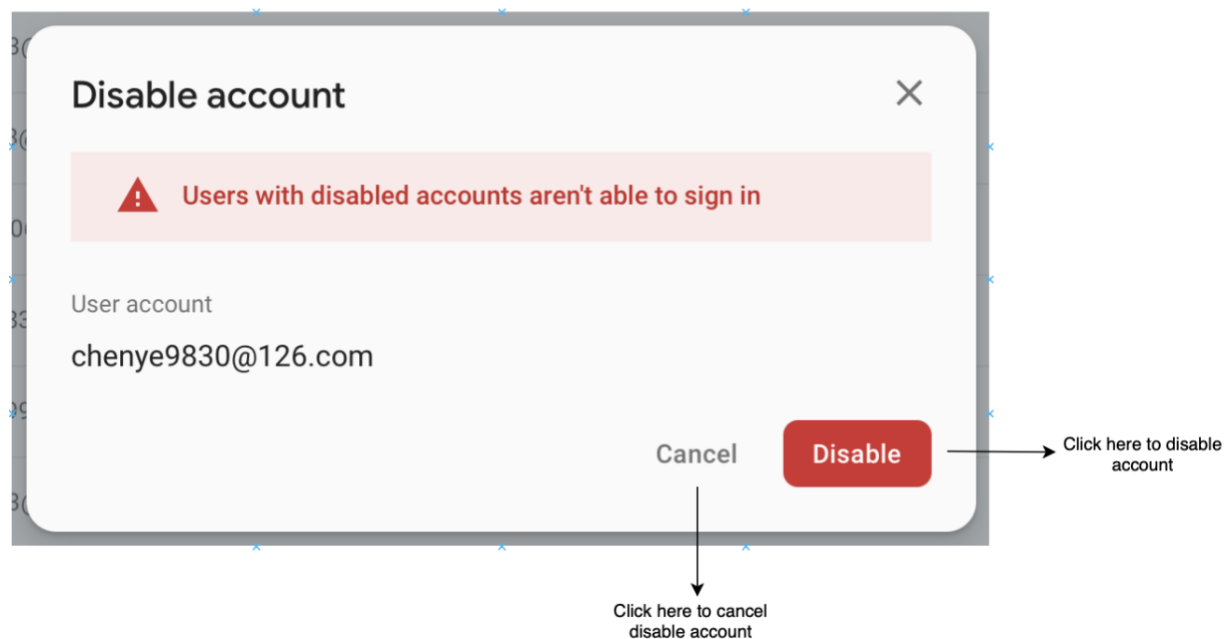 Disable account
Users with disabled accounts aren't able to sign in
User account
chenye9830@126.com
Cancel
Disable
Click here to disable
account
Click here to cancel
disable account